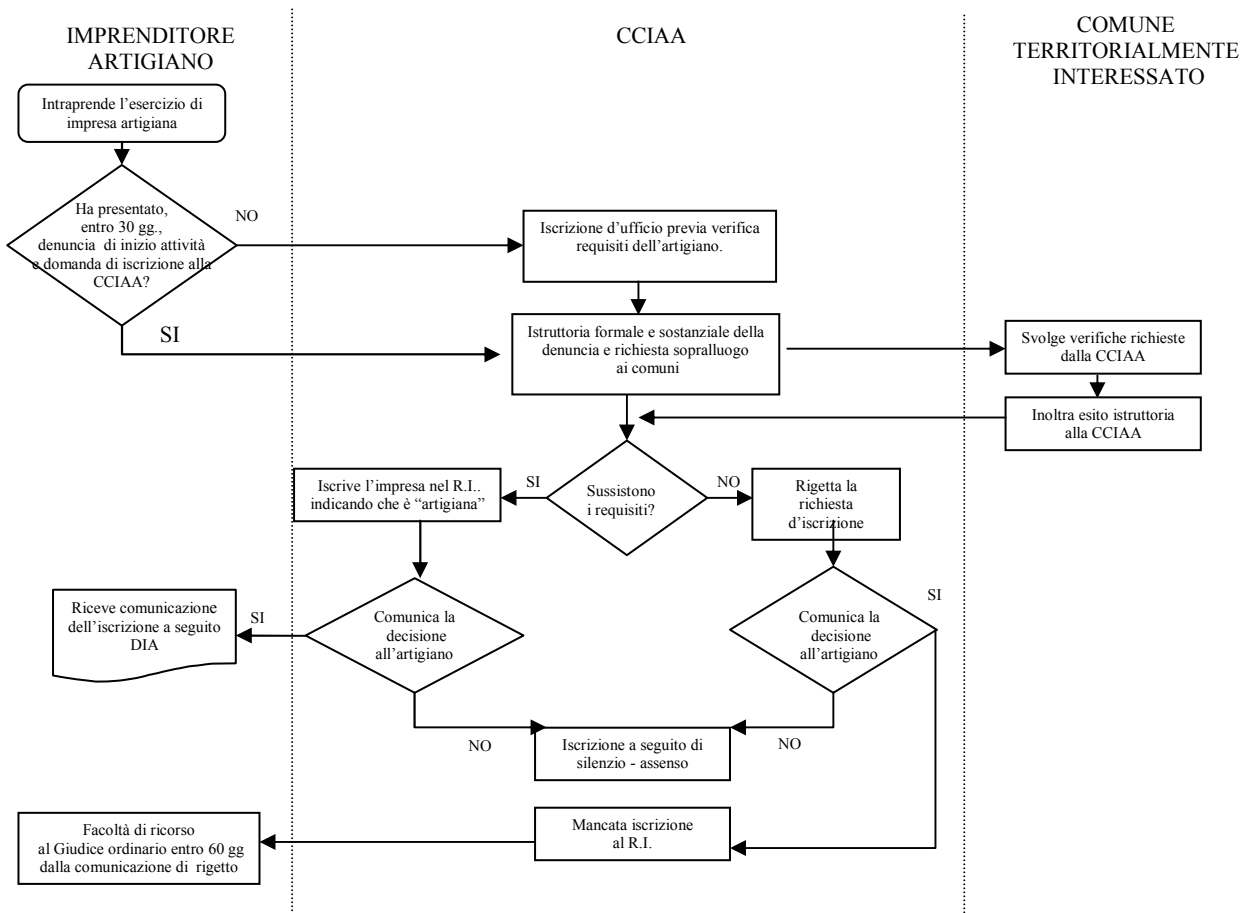 IMPRENDITORE
ARTIGIANO
CCIAA
COMUNE
TERRITORIALMENTE
INTERESSATO
Intraprende l'esercizio di
impresa artigiana
Ha presentato,
entro 30 gg.,
denuncia di inizio attività
e domanda di iscrizione alla
CCIAA?
NO
Iscrizione d'ufficio previa verifica
requisiti dell'artigiano.
SI
Istruttoria formale e sostanziale della
denuncia e richiesta sopralluogo
ai comuni
Svolge verifiche richieste
dalla CCIAA
Inoltra esito istruttoria
alla CCIAA
Iscrive l'impresa nel R.I..
indicando che è "artigiana"
SI
Sussistono
i requisiti?
NO
Rigetta la
richiesta
d'iscrizione
Riceve comunicazione
dell'iscrizione a seguito
DIA
SI
Comunica la
decisione
all'artigiano
Comunica la
decisione
all'artigiano
SI
NO
Iscrizione a seguito di
silenzio - assenso
NO
Facoltà di ricorso
al Giudice ordinario entro 60 gg
dalla comunicazione di rigetto
Mancata iscrizione
al R.I.